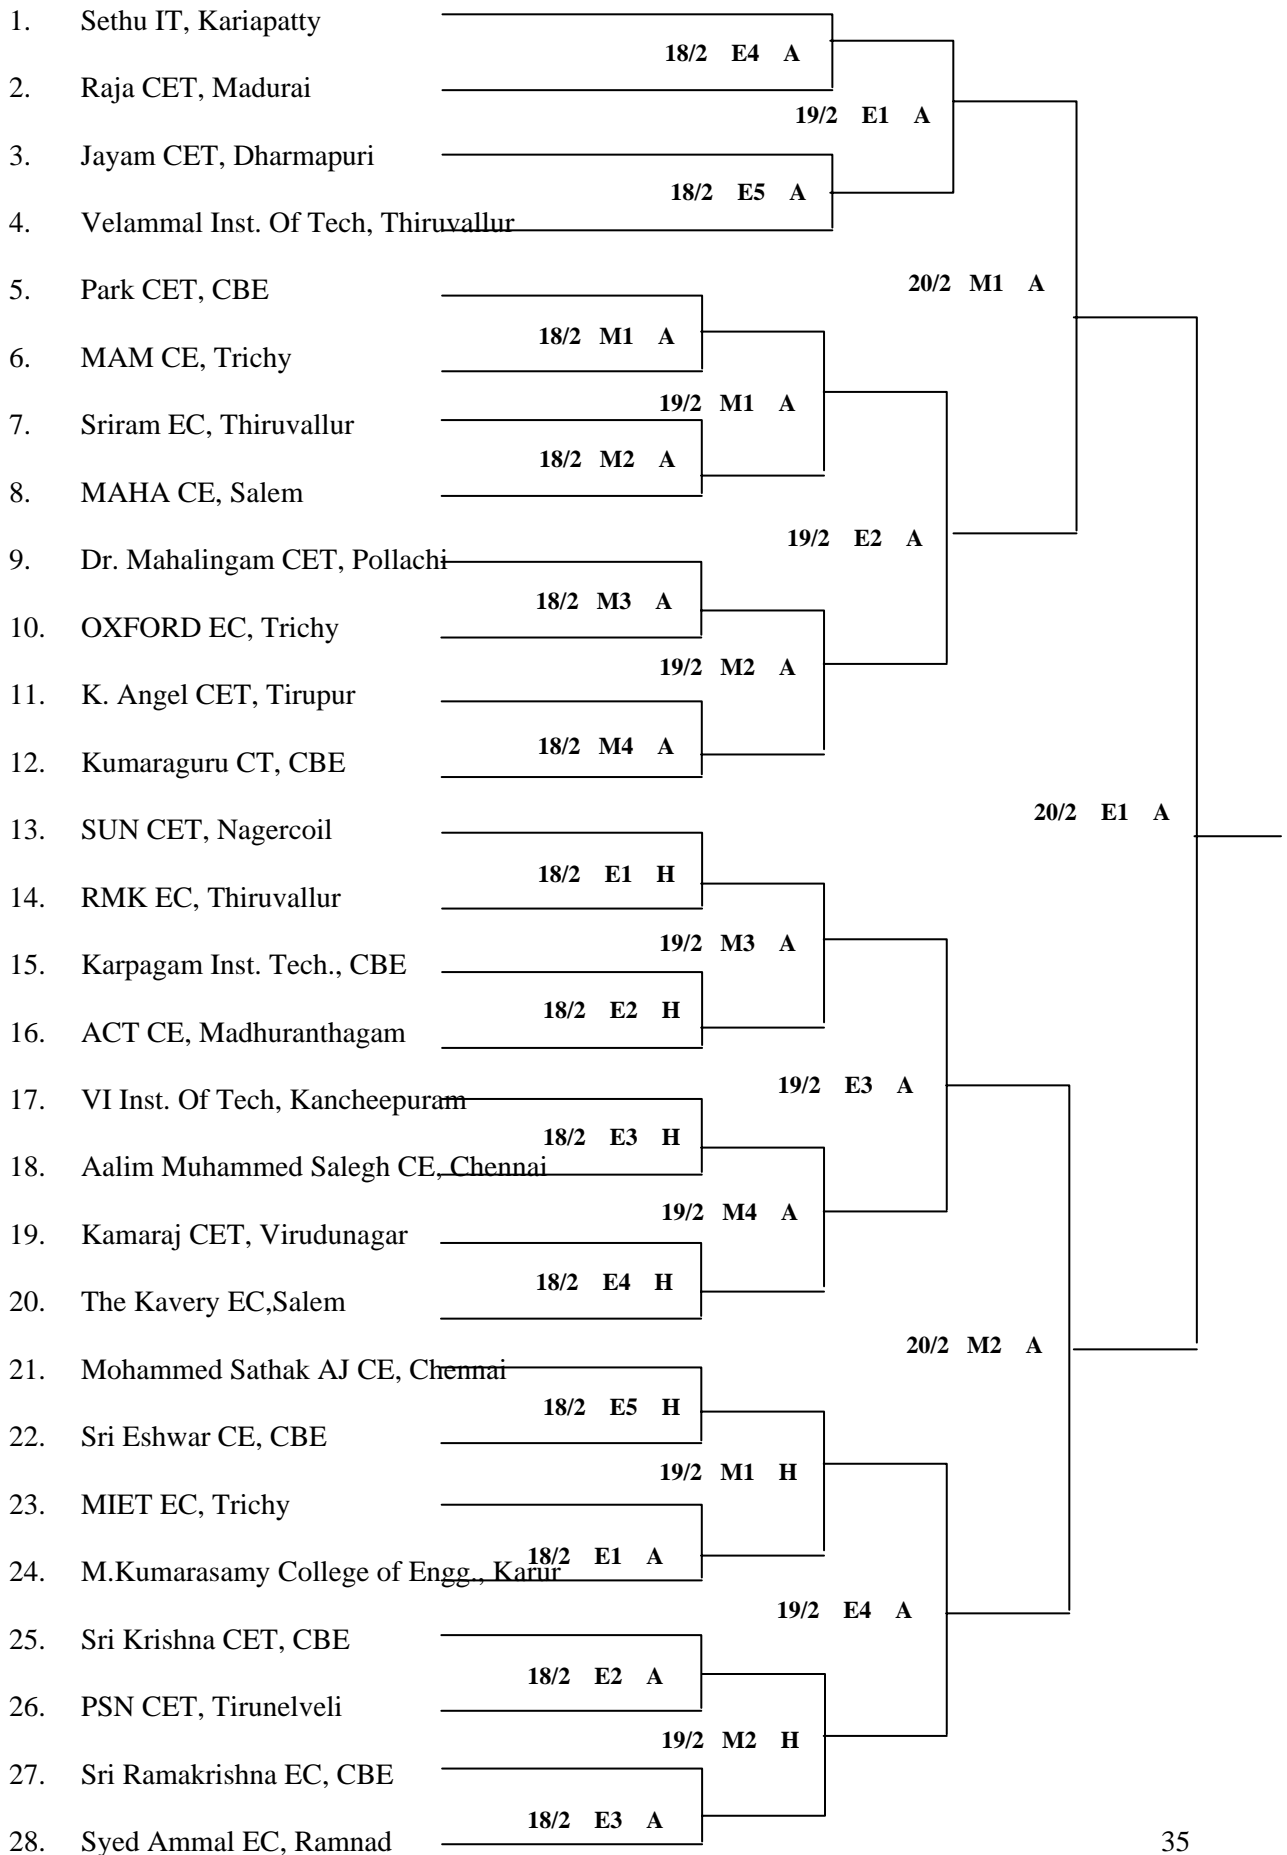 1. Sethu IT, Kariapatty
18/2 E4 A
2. Raja CET, Madurai
19/2 E1 A
3. Jayam CET, Dharmapuri
18/2 E5 A
4. Velammal Inst. Of Tech, Thiruvallur
20/2 M1 A
5. Park CET, CBE
18/2 M1 A
6. MAM CE, Trichy
19/2 M1 A
7. Sriram EC, Thiruvallur
18/2 M2 A
8. MAHA CE, Salem
19/2 E2 A
9. Dr. Mahalingam CET, Pollachi
18/2 M3 A
10. OXFORD EC, Trichy
19/2 M2 A
11. K. Angel CET, Tirupur
18/2 M4 A
12. Kumaraguru CT, CBE
20/2 E1 A
13. SUN CET, Nagercoil
18/2 E1 H
14. RMK EC, Thiruvallur
19/2 M3 A
15. Karpagam Inst. Tech., CBE
18/2 E2 H
16. ACT CE, Madhuranthagam
19/2 E3 A
17. VI Inst. Of Tech, Kancheepuram
18/2 E3 H
18. Aalim Muhammed Salegh CE, Chennai
19/2 M4 A
19. Kamaraj CET, Virudunagar
18/2 E4 H
20. The Kavery EC,Salem
20/2 M2 A
21. Mohammed Sathak AJ CE, Chennai
18/2 E5 H
22. Sri Eshwar CE, CBE
19/2 M1 H
23. MIET EC, Trichy
18/2 E1 A
24. M.Kumarasamy College of Engg., Karur
19/2 E4 A
25. Sri Krishna CET, CBE
18/2 E2 A
26. PSN CET, Tirunelveli
19/2 M2 H
27. Sri Ramakrishna EC, CBE
18/2 E3 A
28. Syed Ammal EC, Ramnad
35